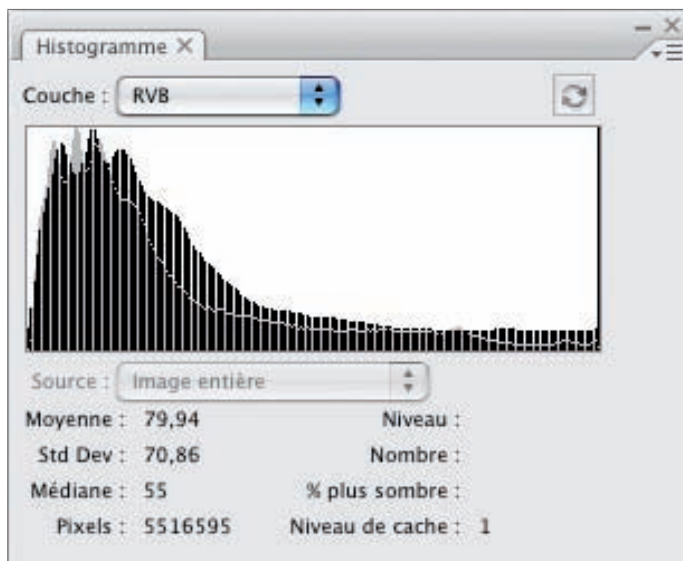 Histogramme
Couche : RVB
Source : Image entière
Moyenne : 79,94 Niveau :
Std Dev : 70,86 Nombre :
Médiane : 55 % plus sombre :
Pixels : 5516595 Niveau de cache : 1